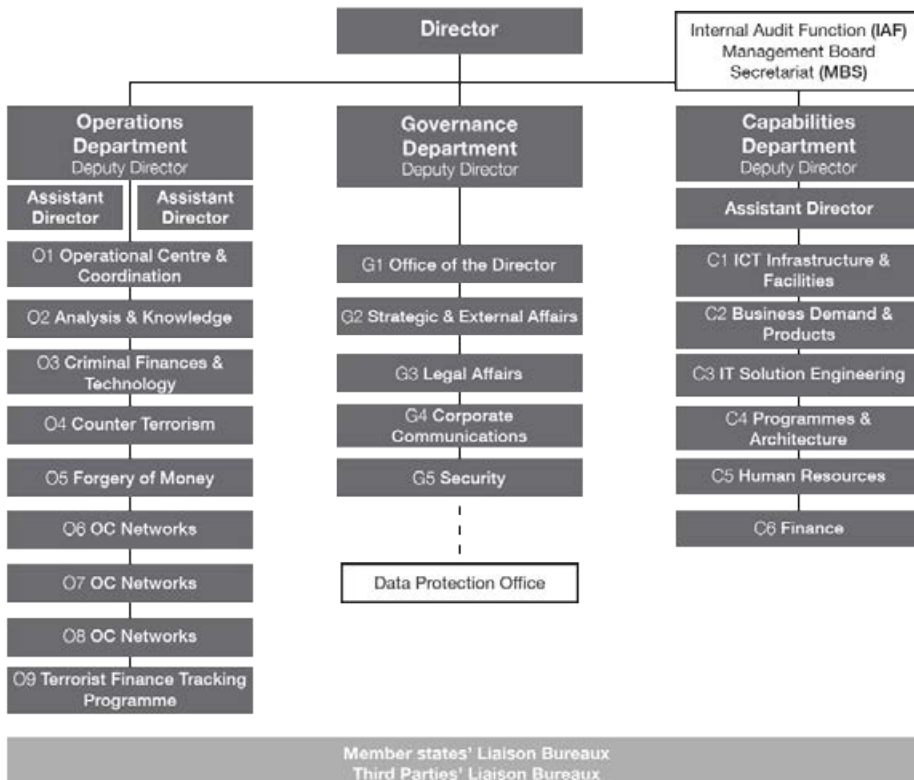 Director
Internal Audit Function (IAF)
Management Board
Secretariat (MBS)
Operations
Department
Deputy Director
Assistant
Director
Assistant
Director
O1 Operational Centre &
Coordination
O2 Analysis & Knowledge
O3 Criminal Finances &
Technology
O4 Counter Terrorism
O5 Forgery of Money
O6 OC Networks
O7 OC Networks
O8 OC Networks
O9 Terrorist Finance Tracking
Programme
Governance
Department
Deputy Director
G1 Office of the Director
G2 Strategic & External Affairs
G3 Legal Affairs
G4 Corporate
Communications
G5 Security
Data Protection Office
Capabilities
Department
Deputy Director
Assistant Director
C1 ICT Infrastructure &
Facilities
C2 Business Demand &
Products
C3 IT Solution Engineering
C4 Programmes &
Architecture
C5 Human Resources
C6 Finance
Member states' Liaison Bureaux
Third Parties' Liaison Bureaux